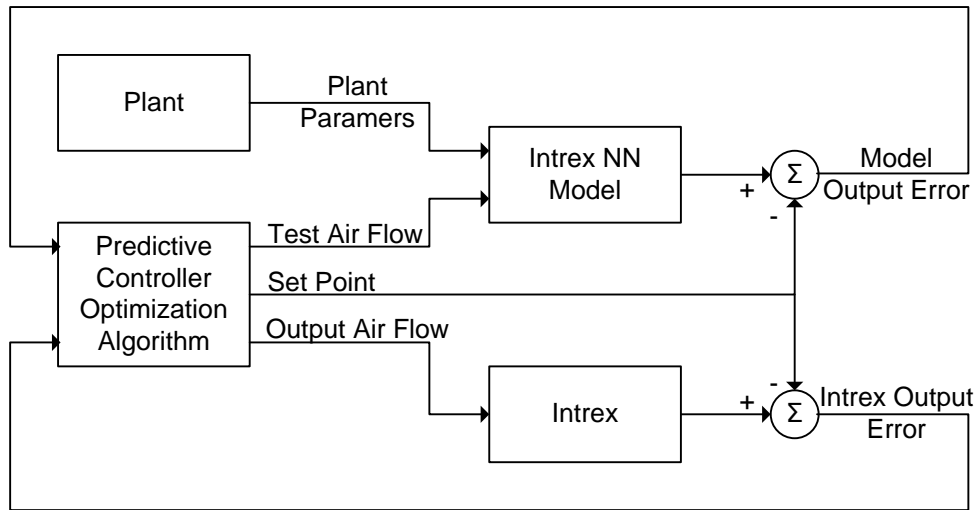 Plant
Plant
Paramers
Intrex NN
Model
+
-
Σ
Model
Output Error
Predictive
Controller
Optimization
Algorithm
Test Air Flow
Set Point
Output Air Flow
Intrex
+
-
Σ
Intrex Output
Error